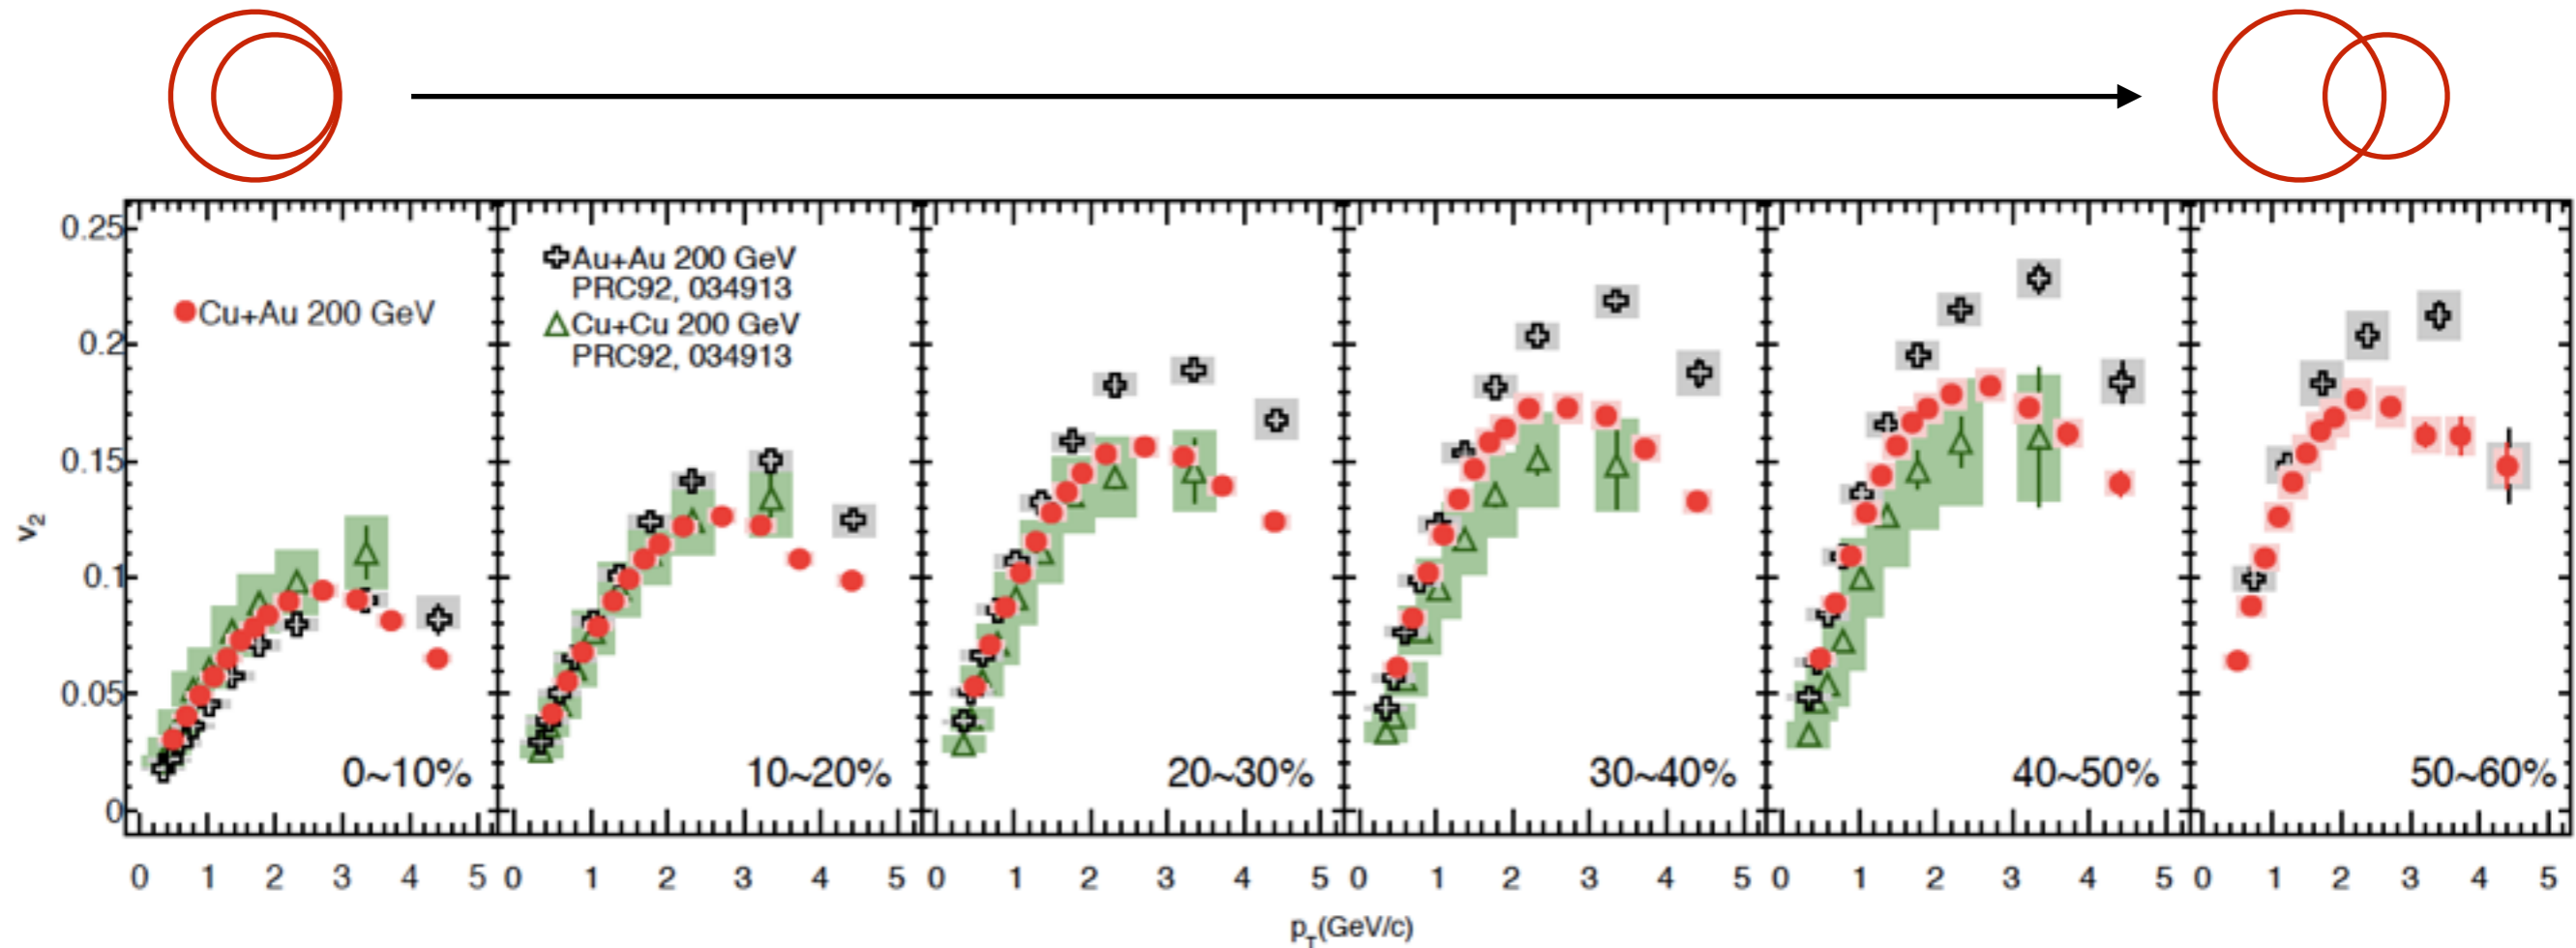 Cu+Au 200 GeV
Au+Au 200 GeV
PRC92, 034913
Cu+Cu 200 GeV
PRC92, 034913
0.25
0.2
0.15
0.1
0.05
0
v2
0~10%
10~20%
20~30%
30~40%
40~50%
50~60%
0 1 2 3 4 5 0 1 2 3 4 5 0 1 2 3 4 5 0 1 2 3 4 5 0 1 2 3 4 5 0 1 2 3 4 5
pT(GeV/c)